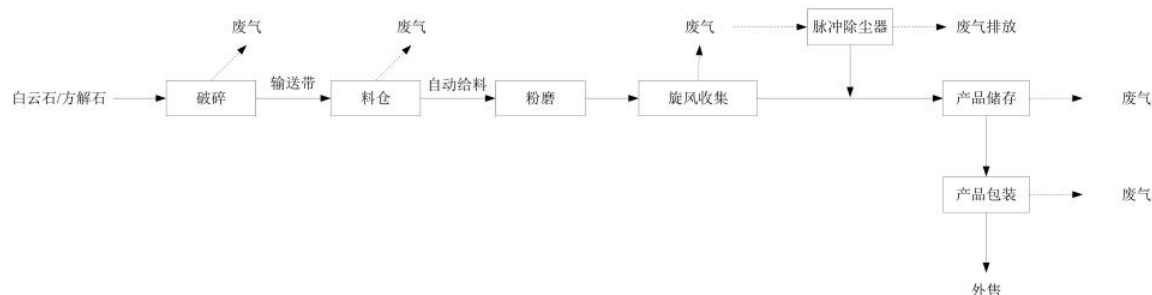 废气
废气
废气
脉冲除尘器
废气排放
白云石/方解石
破碎
输送带
料仓
自动给料
粉磨
旋风收集
产品储存
废气
产品包装
废气
外售